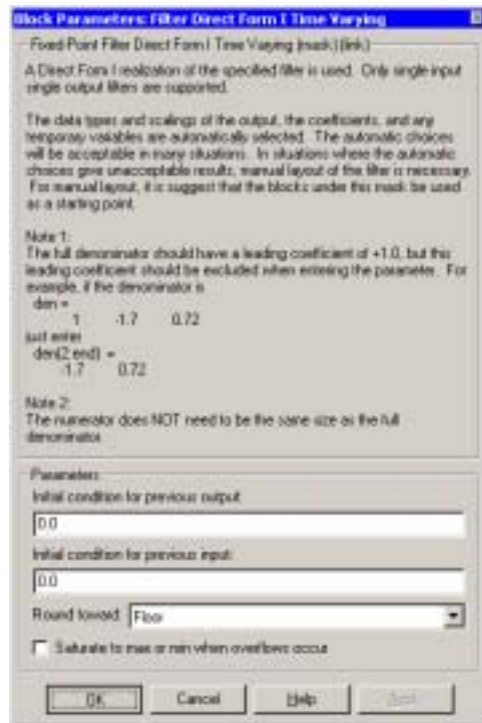 Block Parameters: Filter Direct Form I Time Varying
Fixed-Point Filter Direct Form I Time Varying (mask) (link)
A Direct Form I realization of the specified filter is used. Only single input
single output filters are supported.
The data types and scalings of the output, the coefficients, and any
temporary variables are automatically selected. The automatic choices
will be acceptable in many situations. In situations where the automatic
choices give unacceptable results, manual layout of the filter is necessary.
For manual layout, it is suggest that the blocks under this mask be used
as a starting point.
Note 1:
The full denominator should have a leading coefficient of +1.0, but this
leading coefficient should be excluded when entering the parameter. For
example, if the denominator is
den =
1 -1.7 0.72
just enter
den(2:end) =
-1.7 0.72
Note 2:
The numerator does NOT need to be the same size as the full
denominator.
Parameters
Initial condition for previous output:
0.0
Initial condition for previous input:
0.0
Round toward: Floor
Saturate to max or min when overflows occur
OK Cancel Help Apply